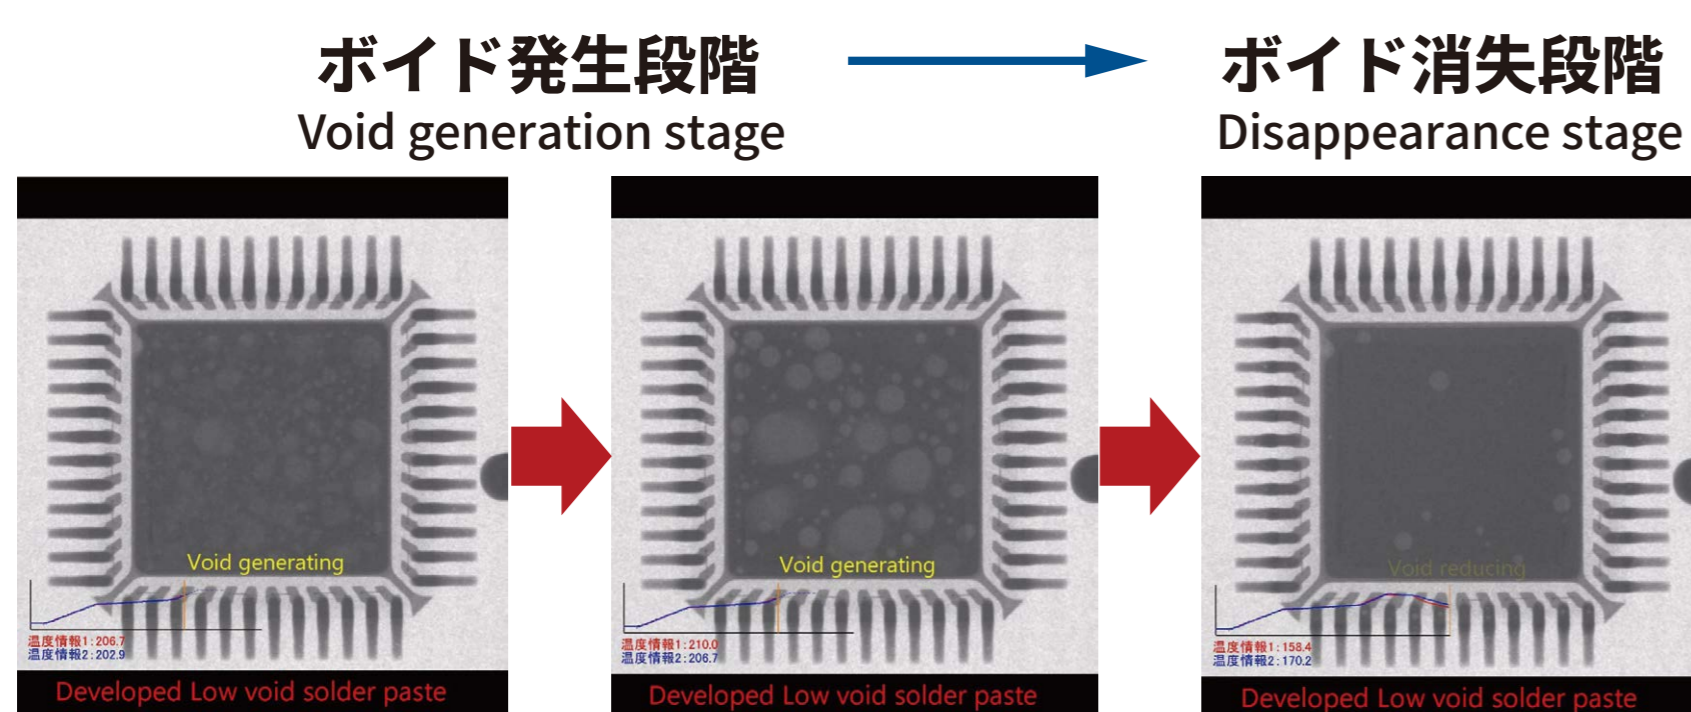 ボイド発生段階
Void generation stage
ボイド消失段階
Disappearance stage
Void generating
温度情報1:206.7
温度情報2:202.9
Developed Low void solder paste
Void generating
温度情報1:210.0
温度情報2:206.7
Developed Low void solder paste
Void reducing
温度情報1:158.4
温度情報2:170.2
Developed Low void solder paste